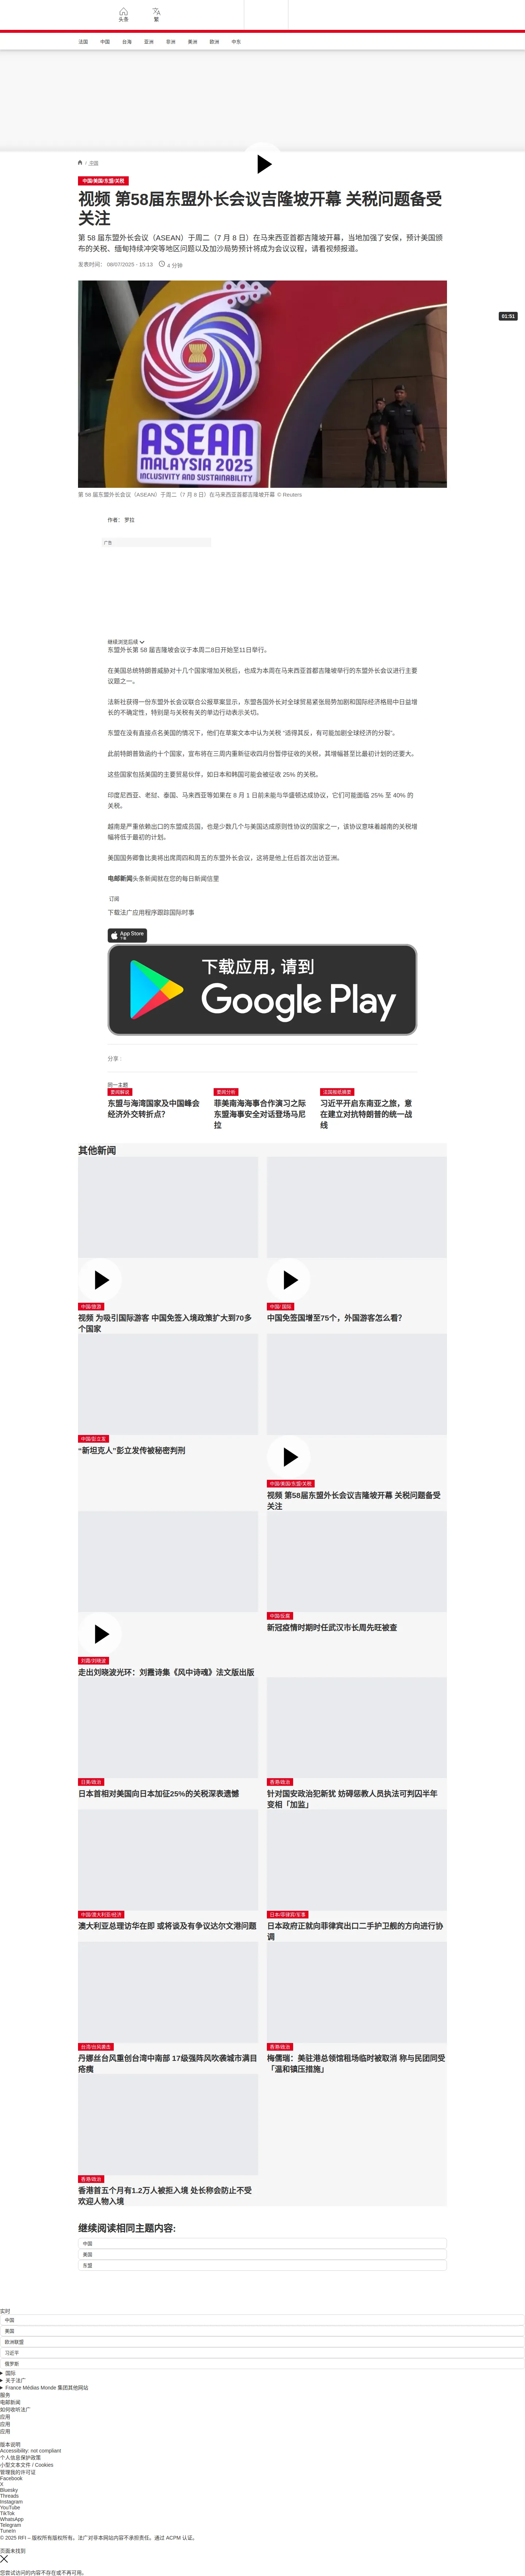 头条
繁
法国
中国
台海
亚洲
非洲
美洲
欧洲
中东
/ 中国
中国/美国/东盟/关税
视频 第58届东盟外长会议吉隆坡开幕 关税问题备受
关注
第 58 届东盟外长会议（ASEAN）于周二（7 月 8 日）在马来西亚首都吉隆坡开幕，当地加强了安保，预计美国颁
布的关税、缅甸持续冲突等地区问题以及加沙局势预计将成为会议议程，请看视频报道。
发表时间： 08/07/2025 - 15:13
4 分钟
01:51
ASEAN
MALAYSIA 2025
INCLUSIVITY AND SUSTAINABILITY
第 58 届东盟外长会议（ASEAN）于周二（7 月 8 日）在马来西亚首都吉隆坡开幕 © Reuters
作者： 罗拉
广告
继续浏览后续
东盟外长第 58 届吉隆坡会议于本周二8日开始至11日举行。
在美国总统特朗普威胁对十几个国家增加关税后，也成为本周在马来西亚首都吉隆坡举行的东盟外长会议进行主要
议题之一。
法新社获得一份东盟外长会议联合公报草案显示，东盟各国外长对全球贸易紧张局势加剧和国际经济格局中日益增
长的不确定性，特别是与关税有关的单边行动表示关切。
东盟在没有直接点名美国的情况下，他们在草案文本中认为关税 “适得其反，有可能加剧全球经济的分裂”。
此前特朗普致函约十个国家，宣布将在三周内重新征收四月份暂停征收的关税，其增幅甚至比最初计划的还要大。
这些国家包括美国的主要贸易伙伴，如日本和韩国可能会被征收 25% 的关税。
印度尼西亚、老挝、泰国、马来西亚等如果在 8 月 1 日前未能与华盛顿达成协议，它们可能面临 25% 至 40% 的
关税。
越南是严重依赖出口的东盟成员国，也是少数几个与美国达成原则性协议的国家之一，该协议意味着越南的关税增
幅将低于最初的计划。
美国国务卿鲁比奥将出席周四和周五的东盟外长会议，这将是他上任后首次出访亚洲。
电邮新闻头条新闻就在您的每日新闻信里
订阅
下载法广应用程序跟踪国际时事
App Store
下载应用，请到
Google Play
分享 :
同一主题
要闻解说
东盟与海湾国家及中国峰会
经济外交转折点？
要闻分析
菲美南海海事合作演习之际
东盟海事安全对话登场马尼
拉
法国报纸摘要
习近平开启东南亚之旅，意
在建立对抗特朗普的统一战
线
其他新闻
中国/旅游
视频 为吸引国际游客 中国免签入境政策扩大到70多
个国家
中国/ 国际
中国免签国增至75个，外国游客怎么看？
中国/彭立发
“新坦克人”彭立发传被秘密判刑
中国/美国/东盟/关税
视频 第58届东盟外长会议吉隆坡开幕 关税问题备受
关注
刘霞/刘晓波
走出刘晓波光环：刘霞诗集《风中诗魂》法文版出版
中国/反腐
新冠疫情时期时任武汉市长周先旺被查
日美/政治
日本首相对美国向日本加征25%的关税深表遗憾
香港/政治
针对国安政治犯新犹 妨碍惩教人员执法可判囚半年
变相「加监」
中国/澳大利亚/经济
澳大利亚总理访华在即 或将谈及有争议达尔文港问题
日本/菲律宾/军事
日本政府正就向菲律宾出口二手护卫舰的方向进行协
调
台湾/台风袭击
丹娜丝台风重创台湾中南部 17级强阵风吹袭城市满目
疮痍
香港/政治
梅儒瑞：美驻港总领馆租场临时被取消 称与民团同受
「温和镇压措施」
香港/政治
香港首五个月有1.2万人被拒入境 处长称会防止不受
欢迎人物入境
继续阅读相同主题内容:
中国
美国
东盟
实时
中国
美国
欧洲联盟
习近平
俄罗斯
国际
关于法广
France Médias Monde 集团其他网站
服务
电邮新闻
如何收听法广
应用
应用
应用
版本说明
Accessibility: not compliant
个人信息保护政策
小型文本文件 / Cookies
管理我的许可证
Facebook
X
Bluesky
Threads
Instagram
YouTube
TikTok
WhatsApp
Telegram
TuneIn
© 2025 RFI – 版权所有版权所有。法广对非本网站内容不承担责任。通过 ACPM 认证。
页面未找到
您尝试访问的内容不存在或不再可用。